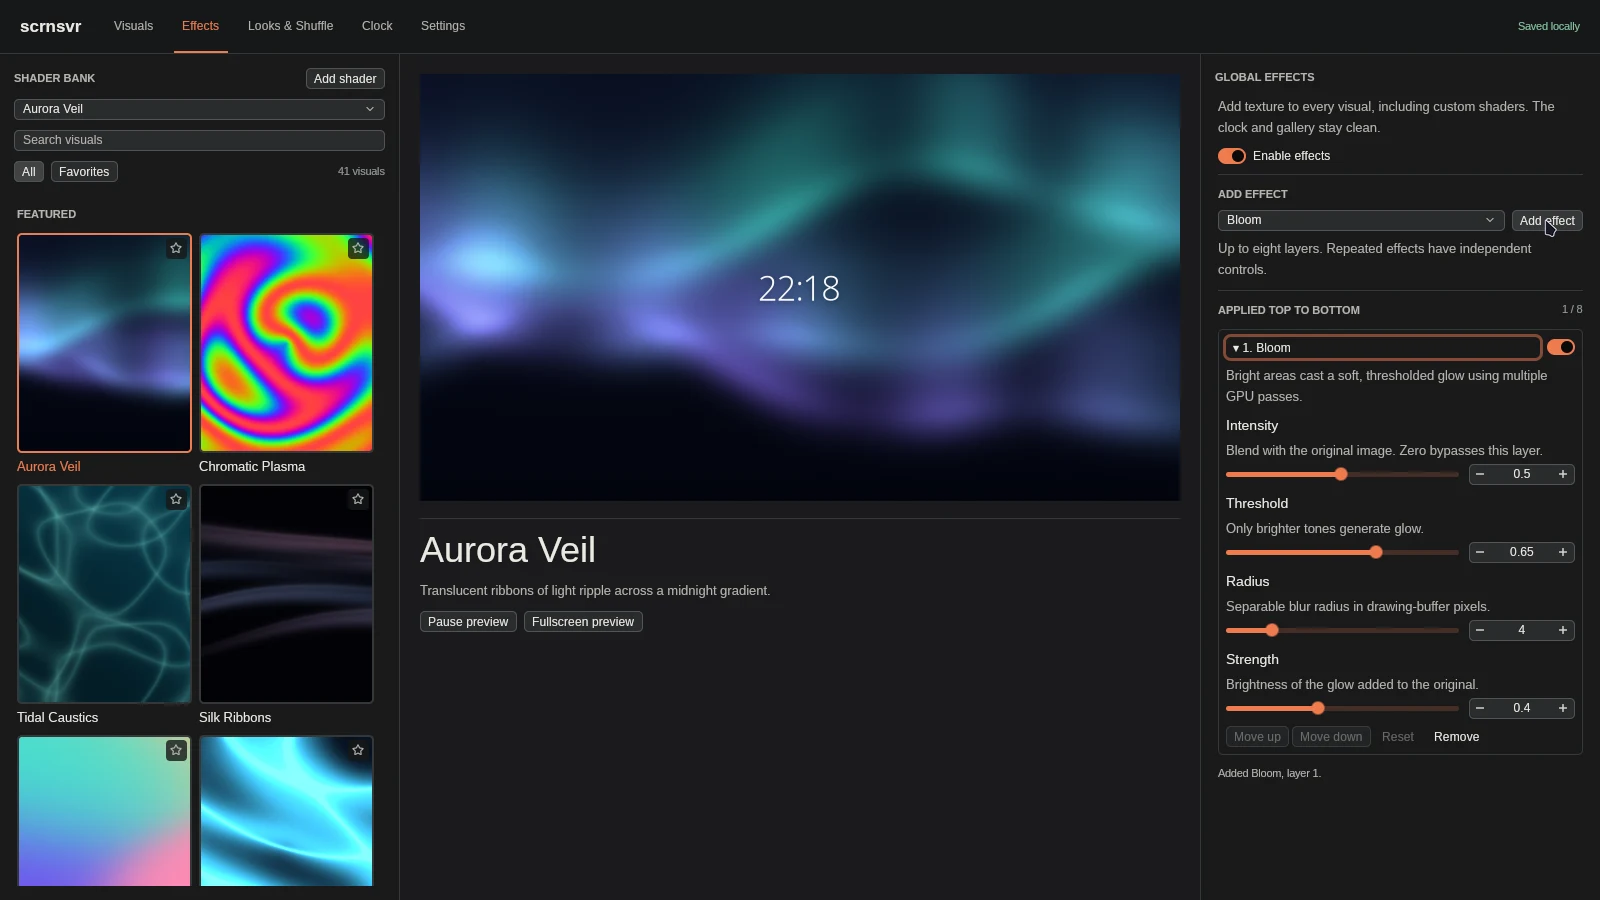 scrnsvr
Visuals
Effects
Looks & Shuffle
Clock
Settings
Saved locally
SHADER BANK
Add shader
Aurora Veil
Search visuals
All
Favorites
41 visuals
FEATURED
Aurora Veil
Chromatic Plasma
Tidal Caustics
Silk Ribbons
22:18
Aurora Veil
Translucent ribbons of light ripple across a midnight gradient.
Pause preview
Fullscreen preview
GLOBAL EFFECTS
Add texture to every visual, including custom shaders. The
clock and gallery stay clean.
Enable effects
ADD EFFECT
Bloom
Add effect
Up to eight layers. Repeated effects have independent
controls.
APPLIED TOP TO BOTTOM
1 / 8
▾ 1. Bloom
Bright areas cast a soft, thresholded glow using multiple
GPU passes.
Intensity
Blend with the original image. Zero bypasses this layer.
− 0.5 +
Threshold
Only brighter tones generate glow.
− 0.65 +
Radius
Separable blur radius in drawing-buffer pixels.
− 4 +
Strength
Brightness of the glow added to the original.
− 0.4 +
Move up
Move down
Reset
Remove
Added Bloom, layer 1.